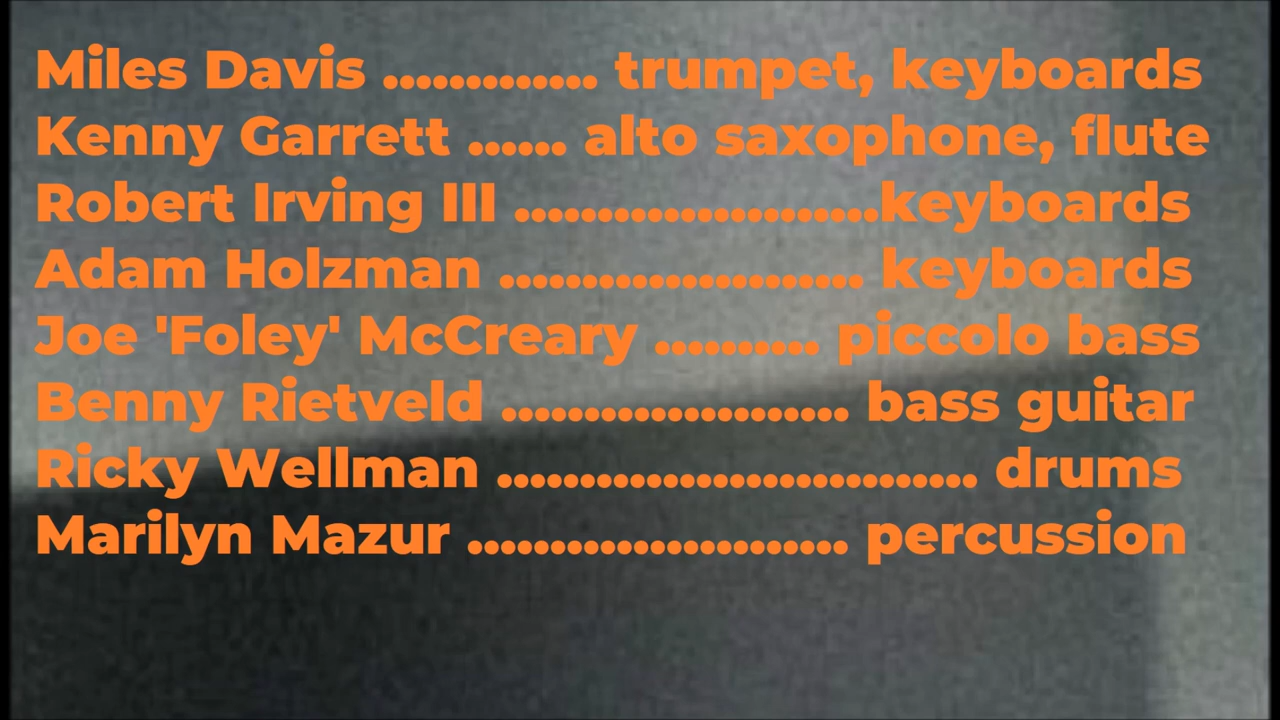 Miles Davis ............. trumpet, keyboards
Kenny Garrett ...... alto saxophone, flute
Robert Irving III ......................keyboards
Adam Holzman ...................... keyboards
Joe 'Foley' McCreary .......... piccolo bass
Benny Rietveld ..................... bass guitar
Ricky Wellman ............................. drums
Marilyn Mazur ....................... percussion